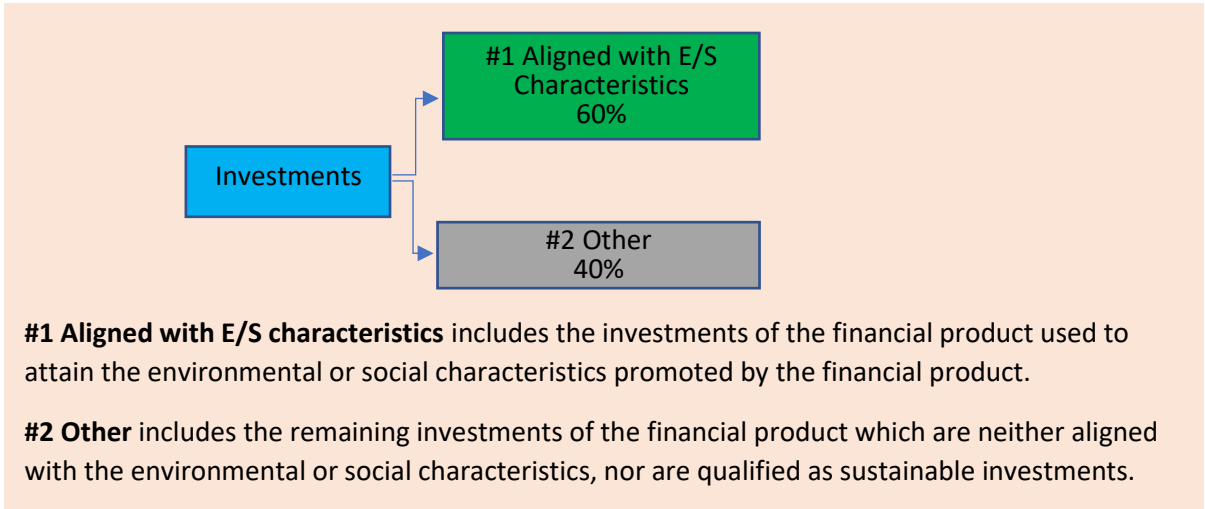 #1 Aligned with E/S
Characteristics
60%
Investments
#2 Other
40%
#1 Aligned with E/S characteristics includes the investments of the financial product used to
attain the environmental or social characteristics promoted by the financial product.
#2 Other includes the remaining investments of the financial product which are neither aligned
with the environmental or social characteristics, nor are qualified as sustainable investments.